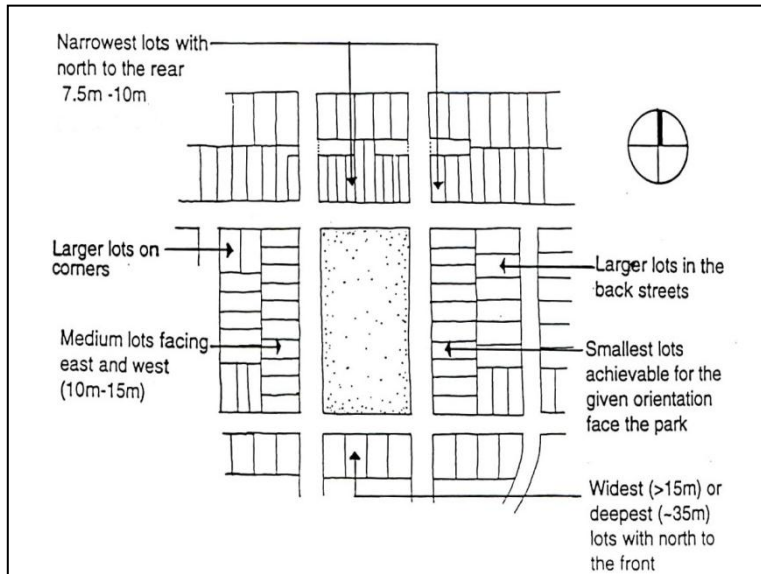 Narrowest lots with
north to the rear
7.5m -10m
Larger lots on
corners
Medium lots facing
east and west
(10m-15m)
Larger lots in the
back streets
Smallest lots
achievable for the
given orientation
face the park
Widest (>15m) or
deepest (~35m)
lots with north to
the front